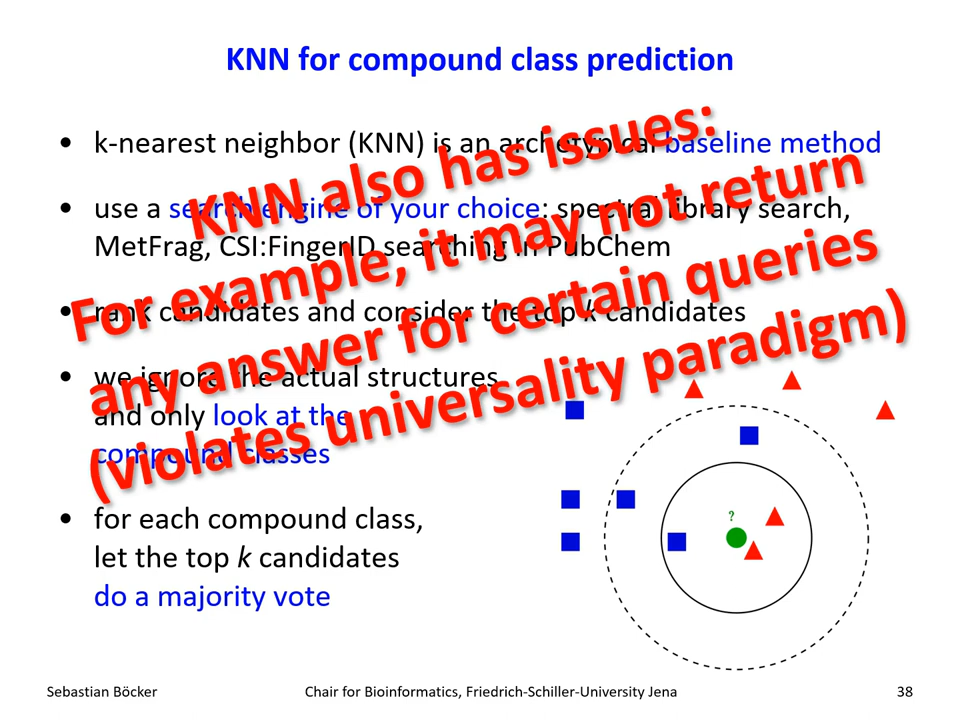 KNN for compound class prediction
• k-nearest neighbor (KNN) is an archetypical baseline method
• use a search engine of your choice: spectral library search,
MetFrag, CSI:FingerID searching in PubChem
• rank candidates and consider the top k candidates
• we ignore the actual structures
and only look at the
compound classes
• for each compound class,
let the top k candidates
do a majority vote
KNN also has issues:
For example, it may not return
any answer for certain queries
(violates universality paradigm)
?
Sebastian Böcker
Chair for Bioinformatics, Friedrich-Schiller-University Jena
38